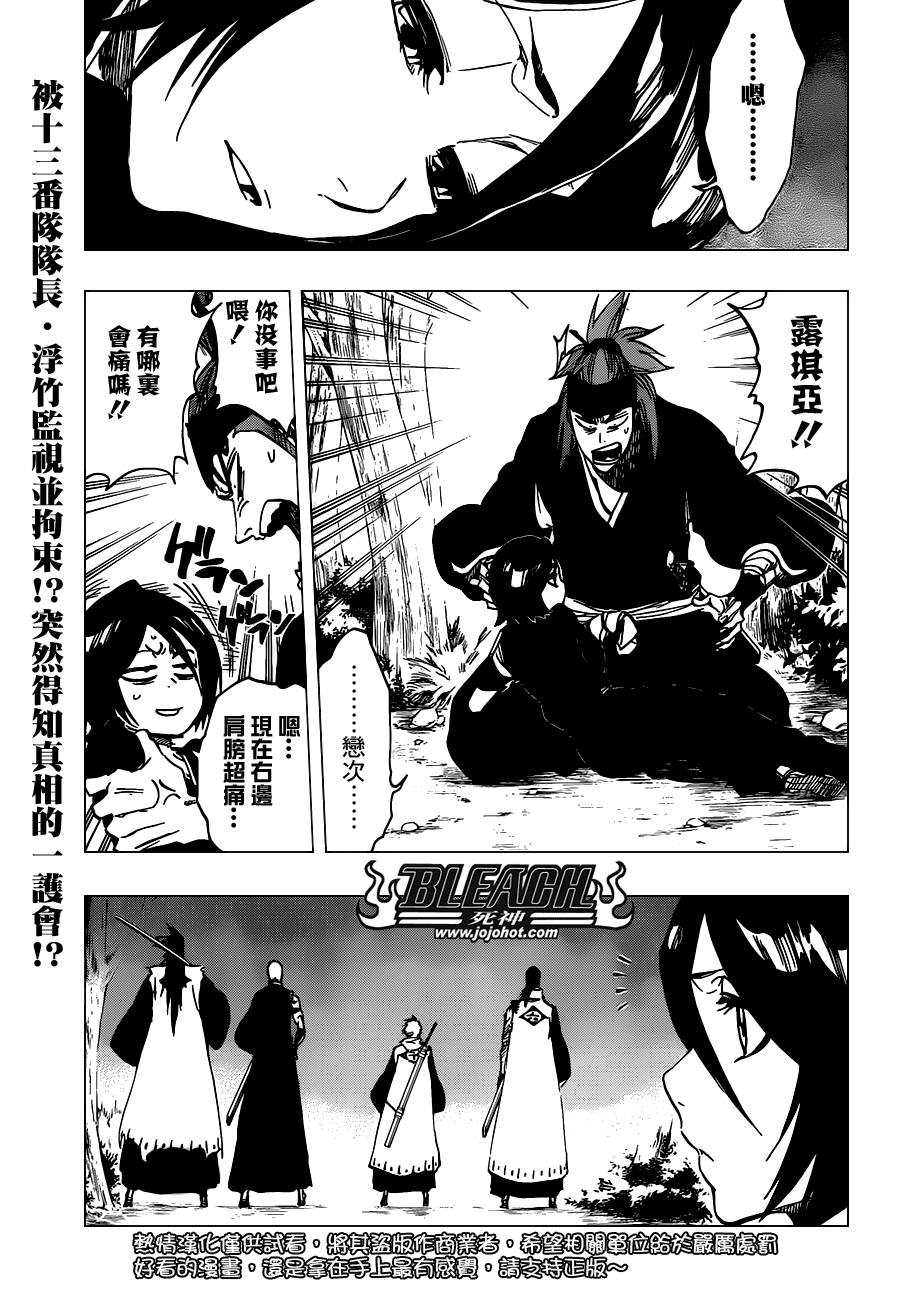 ………嗯………
露琪亞!!
………戀次………
你没事吧
喂!
有哪裏
會痛嗎!!
ゲラン
ゲラン
嗯…
現在右邊
肩膀超痛…
被十三番隊隊長・浮竹監視並拘束!?突然得知真相的一護會!?
BLEACH
死神
www.jojohot.com
熱情漢化僅供試看，將其盜版作商業者，希望相關單位給於嚴厲處罰
好看的漫畫，還是拿在手上最有感覺，請支持正版～